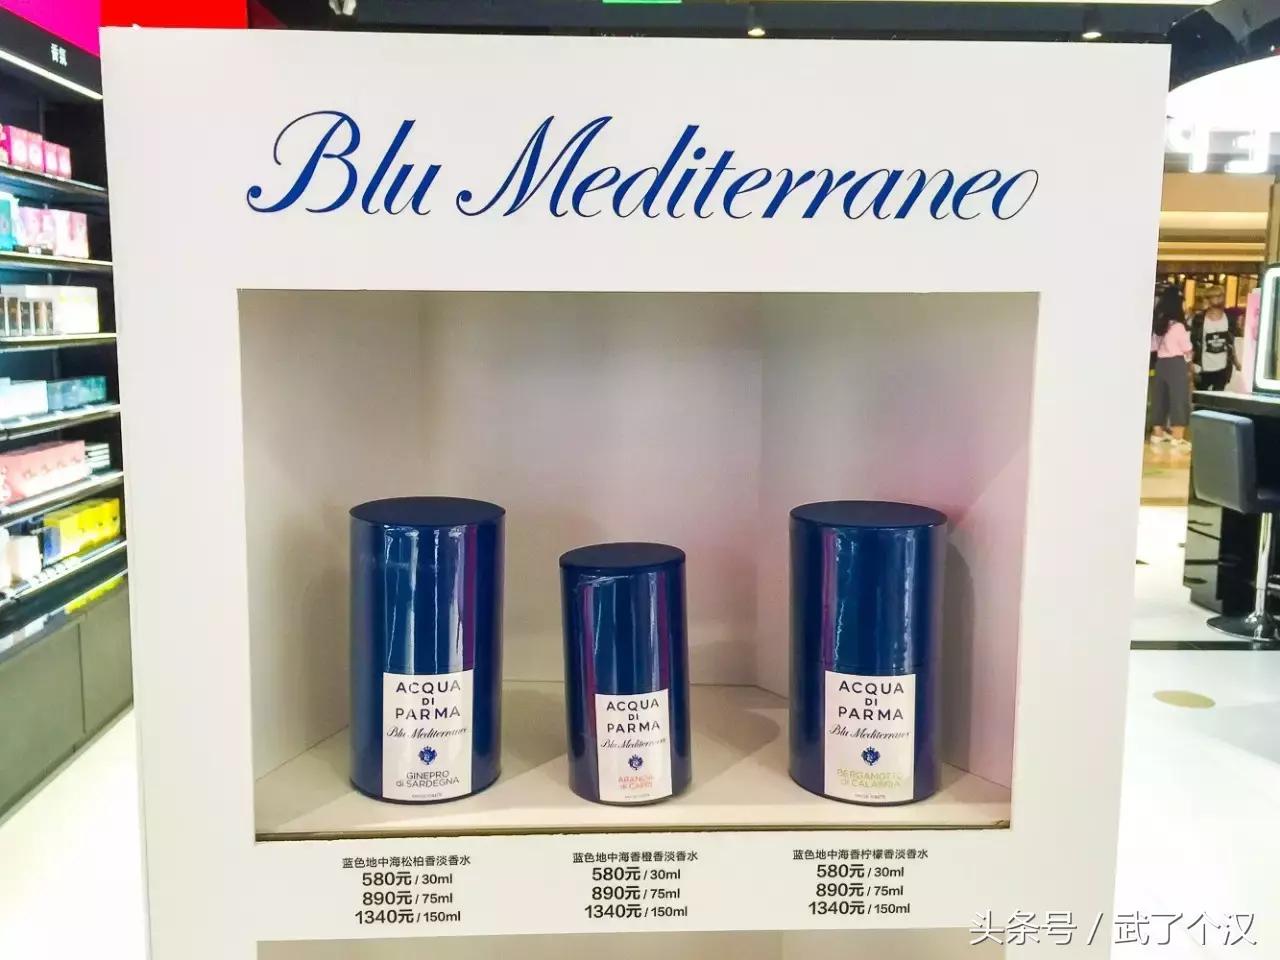 香氛
Blu Mediterraneo
ACQUA
DI
PARMA
Blu Mediterraneo
GINEPRO
di SARDEGNA
ACQUA
DI
PARMA
Blu Mediterraneo
ARANCIA
di CAPRI
ACQUA
DI
PARMA
Blu Mediterraneo
BERGAMOTTO
di CALABRIA
蓝色地中海松柏香淡香水
580元 / 30ml
890元 / 75ml
1340元 / 150ml
蓝色地中海香橙香淡香水
580元 / 30ml
890元 / 75ml
1340元 / 150ml
蓝色地中海香柠檬香淡香水
580元 / 30ml
890元 / 75ml
1340元 / 150ml
头条号 / 武了个汉